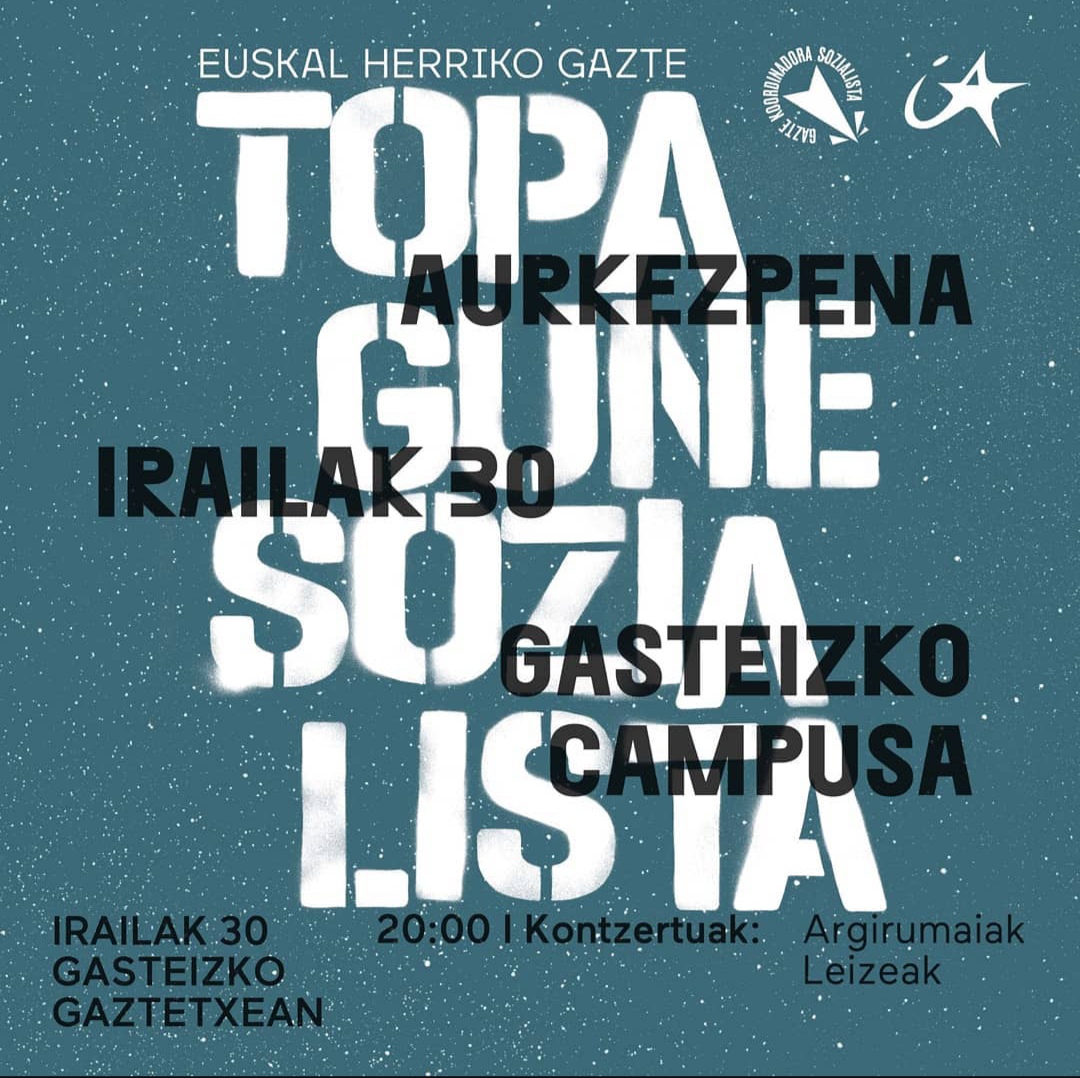 EUSKAL HERRIKO GAZTE
GAZTE KOORDINADORA SOZIALISTA
TOPA
AURKEZPENA
GUNE
IRAILAK 30
SOZIA
GASTEIZKO
CAMPUSA
LISTA
IRAILAK 30
GASTEIZKO
GAZTETXEAN
20:00 | Kontzertuak:
Argirumaiak
Leizeak